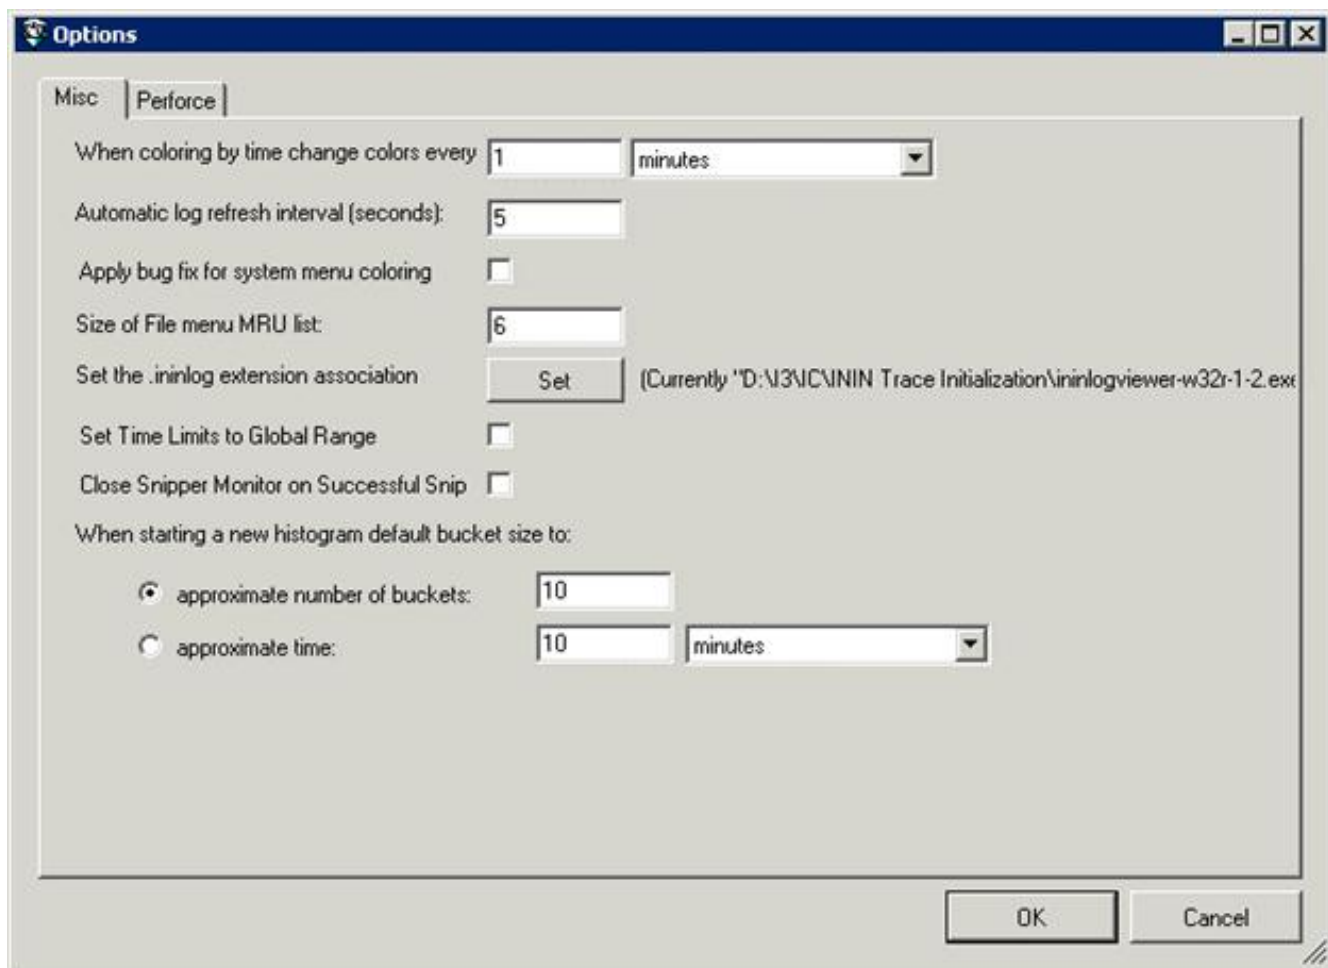 Options
Misc
Perforce
When coloring by time change colors every 1 minutes
Automatic log refresh interval (seconds): 5
Apply bug fix for system menu coloring
Size of File menu MRU list: 6
Set the .ininlog extension association Set (Currently "D:\I3\IC\ININ Trace Initialization\ininlogviewer-w32r-1-2.exe
Set Time Limits to Global Range
Close Snipper Monitor on Successful Snip
When starting a new histogram default bucket size to:
approximate number of buckets: 10
approximate time: 10 minutes
OK
Cancel